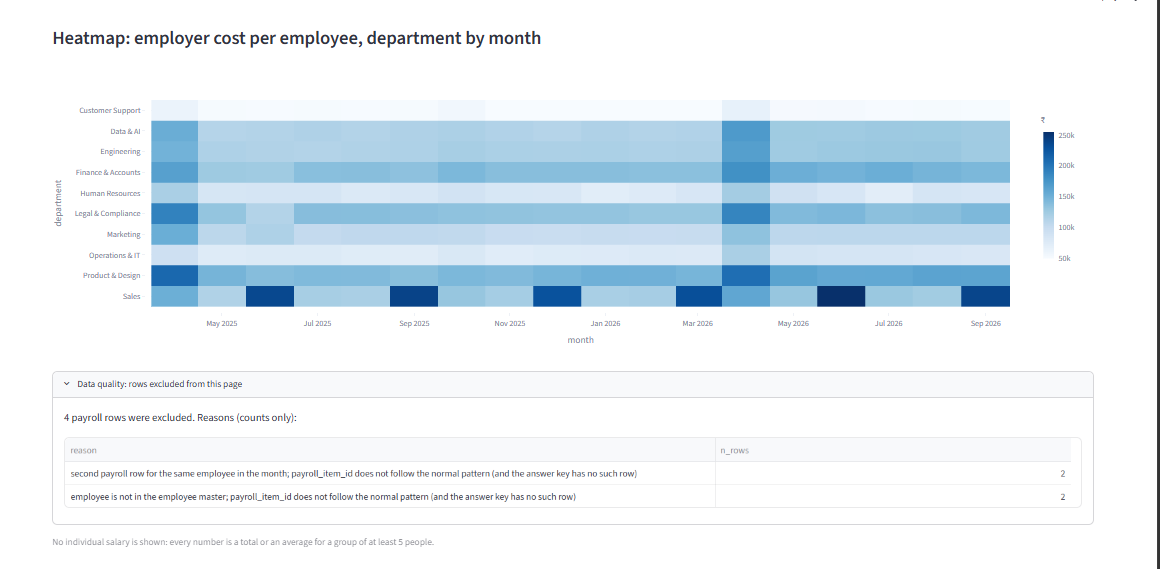 Heatmap: employer cost per employee, department by month
₹
Customer Support
Data & AI
Engineering
Finance & Accounts
Human Resources
Legal & Compliance
Marketing
Operations & IT
Product & Design
Sales
department
250k
200k
150k
100k
50k
May 2025 Jul 2025 Sep 2025 Nov 2025 Jan 2026 Mar 2026 May 2026 Jul 2026 Sep 2026
month
Data quality: rows excluded from this page
4 payroll rows were excluded. Reasons (counts only):
reason n_rows
second payroll row for the same employee in the month; payroll_item_id does not follow the normal pattern (and the answer key has no such row) 2
employee is not in the employee master; payroll_item_id does not follow the normal pattern (and the answer key has no such row) 2
No individual salary is shown: every number is a total or an average for a group of at least 5 people.